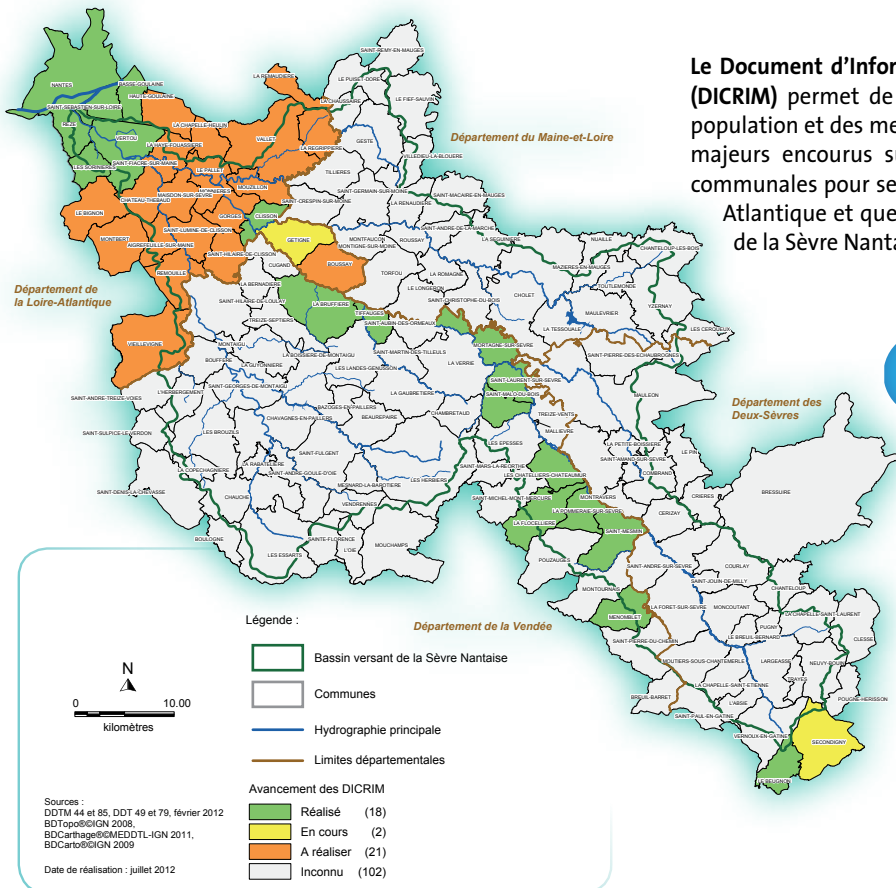 Le Document d'Infor
(DICRIM) permet de
population et des me
majeurs encourus su
communales pour se
Atlantique et que
de la Sèvre Nanta
Département du Maine-et-Loire
Département de
la Loire-Atlantique
Département des
Deux-Sèvres
Département de la Vendée
SAINT-REMY-EN-MAUGES
LE PUISET-DORE
LA REMAUDIERE
LE FIEF-SAUVIN
LA CHAUSSAIRE
NANTES
BASSE-GOULAINE
HAUTE-GOULAINE
SAINT-SEBASTIEN-SUR-LOIRE
REZE
VERTOU
LA CHAPELLE-HEULIN
VALLET
LA REGRIPPIERE
GESTE
LA HAYE-FOUASSIERE
VILLEDIEU-LA-BLOUERE
LES SORINIERES
SAINT-FIACRE-SUR-MAINE
LE PALLET
TILLIERES
MONNIERES
MOUZILLON
SAINT-GERMAIN-SUR-MOINE
MAISDON-SUR-SEVRE
CHATEAU-THEBAUD
SAINT-CRESPIN-SUR-MOINE
LA RENAUDIERE
SAINT-MACAIRE-EN-MAUGES
LE BIGNON
GORGES
CLISSON
SAINT-ANDRE-DE-LA-MARCHE
SAINT-LUMINE-DE-CLISSON
MONTBERT
AIGREFEUILLE-SUR-MAINE
GETIGNE
MONTFAUCON
MONTIGNE-SUR-MOINE
ROUSSAY
LA SEGUINIERE
NUAILLE
CHANTELOUP-LES-BOIS
SAINT-HILAIRE-DE-CLISSON
CUGAND
BOUSSAY
TORFOU
LA ROMAGNE
MAZIERES-EN-MAUGES
REMOUILLE
LA BERNADIERE
LE LONGERON
TOUTLEMONDE
SAINT-HILAIRE-DE-LOULAY
LA BRUFFIERE
SAINT-CHRISTOPHE-DU-BOIS
CHOLET
MAULEVRIER
YZERNAY
TREIZE-SEPTIERS
TIFFAUGES
SAINT-AUBIN-DES-ORMEAUX
LA TESSOUALE
LES CERQUEUX
VIEILLEVIGNE
MONTAIGU
BOUFFERE
LA BOISSIERE-DE-MONTAIGU
SAINT-MARTIN-DES-TILLEULS
MORTAGNE-SUR-SEVRE
SAINT-PIERRE-DES-ECHAUBROGNES
LA GUYONNIERE
LES LANDES-GENUSSON
LA VERRIE
SAINT-GEORGES-DE-MONTAIGU
SAINT-LAURENT-SUR-SEVRE
L'HERBERGEMENT
SAINT-ANDRE-TREIZE-VOIES
LA GAUBRETIERE
SAINT-MALO-DU-BOIS
MAULEON
BAZOGES-EN-PAILLERS
CHAVAGNES-EN-PAILLERS
BEAUREPAIRE
CHAMBRETAUD
TREIZE-VENTS
MALLIEVRE
SAINT-SULPICE-LE-VERDON
LES BROUZILS
LES EPESSES
LA PETITE-BOISSIERE
LE PIN
SAINT-FULGENT
SAINT-AMAND-SUR-SEVRE
LA RABATELIERE
LA COPECHAGNIERE
SAINT-ANDRE-GOULE-D'OIE
SAINT-MARS-LA-REORTHE
LES CHATELLIERS-CHATEAUMUR
COMBRAND
LES HERBIERS
MESNARD-LA-BAROTIERE
SAINT-DENIS-LA-CHEVASSE
CHAUCHE
SAINT-MICHEL-MONT-MERCURE
MONTRAVERS
CIRIERES
BRESSUIRE
VENDRENNES
LA POMMERAIE-SUR-SEVRE
CERIZAY
LA FLOCELLIERE
BOULOGNE
SAINTE-FLORENCE
SAINT-MESMIN
LES ESSARTS
L'OIE
MOUCHAMPS
POUZAUGES
SAINT-ANDRE-SUR-SEVRE
COURLAY
SAINT-JOUIN-DE-MILLY
MONTOURNAIS
CHANTELOUP
MENOMBLET
LA FORET-SUR-SEVRE
MONCOUTANT
LA CHAPELLE-SAINT-LAURENT
PUGNY
LE BREUIL-BERNARD
CLESSE
SAINT-PIERRE-DU-CHEMIN
MOUTIERS-SOUS-CHANTEMERLE
LARGEASSE
NEUVY-BOUIN
TRAYES
LA CHAPELLE-SAINT-ETIENNE
BREUIL-BARRET
L'ABSIE
POUGNE-HERISSON
SAINT-PAUL-EN-GATINE
VERNOUX-EN-GATINE
SECONDIGNY
LE BEUGNON
Légende :
Bassin versant de la Sèvre Nantaise
Communes
Hydrographie principale
Limites départementales
Avancement des DICRIM
Réalisé (18)
En cours (2)
A réaliser (21)
Inconnu (102)
N
0 10.00
kilomètres
Sources :
DDTM 44 et 85, DDT 49 et 79, février 2012
BDTopo®©IGN 2008,
BDCarthage®©MEDDTL-IGN 2011,
BDCarto®©IGN 2009
Date de réalisation : juillet 2012